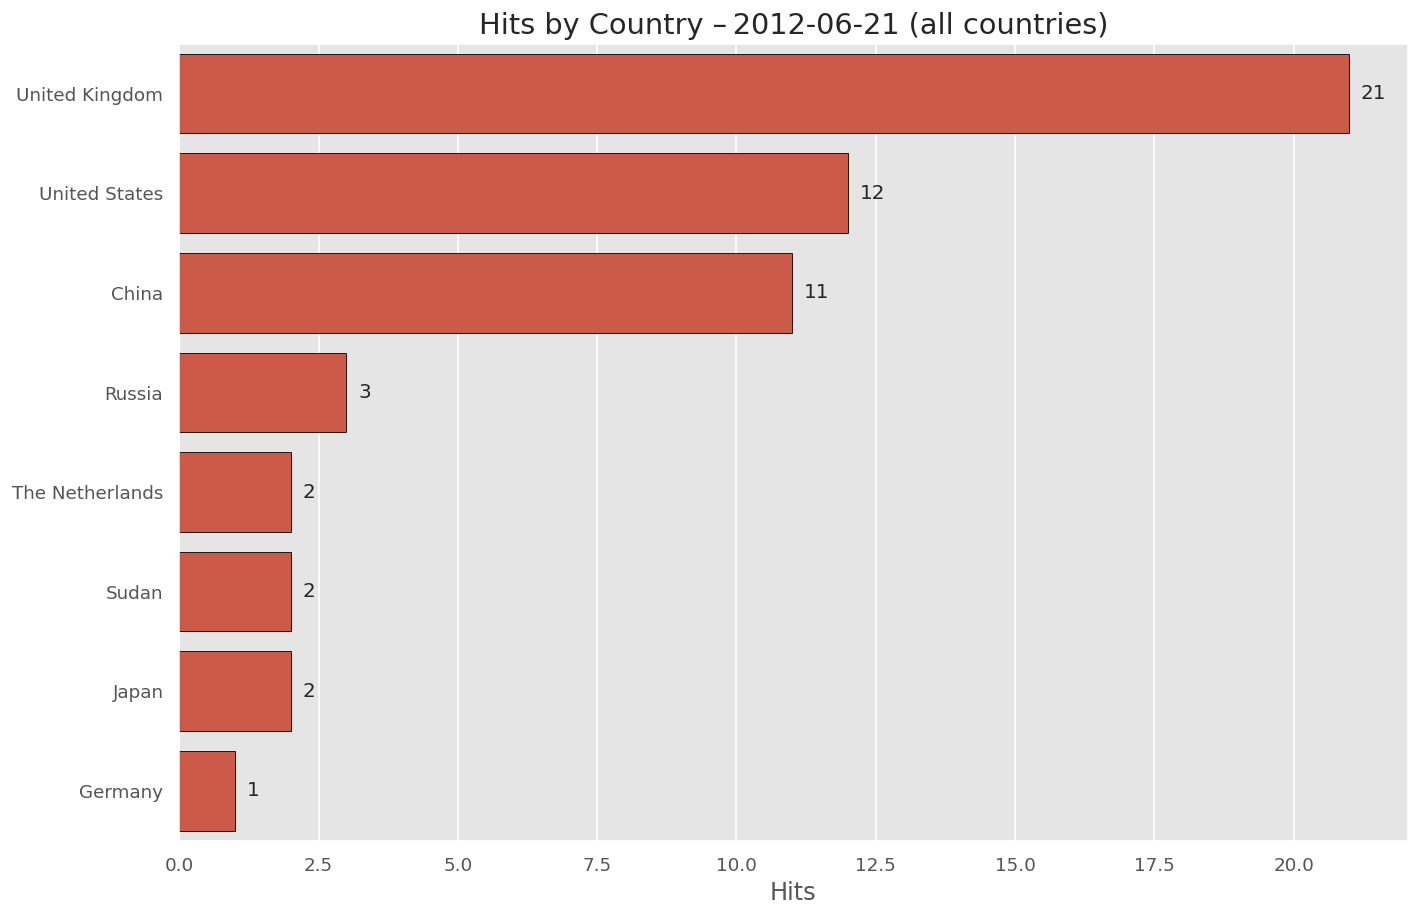 Hits by Country – 2012-06-21 (all countries)
United Kingdom 21
United States 12
China 11
Russia 3
The Netherlands 2
Sudan 2
Japan 2
Germany 1
0.0 2.5 5.0 7.5 10.0 12.5 15.0 17.5 20.0
Hits